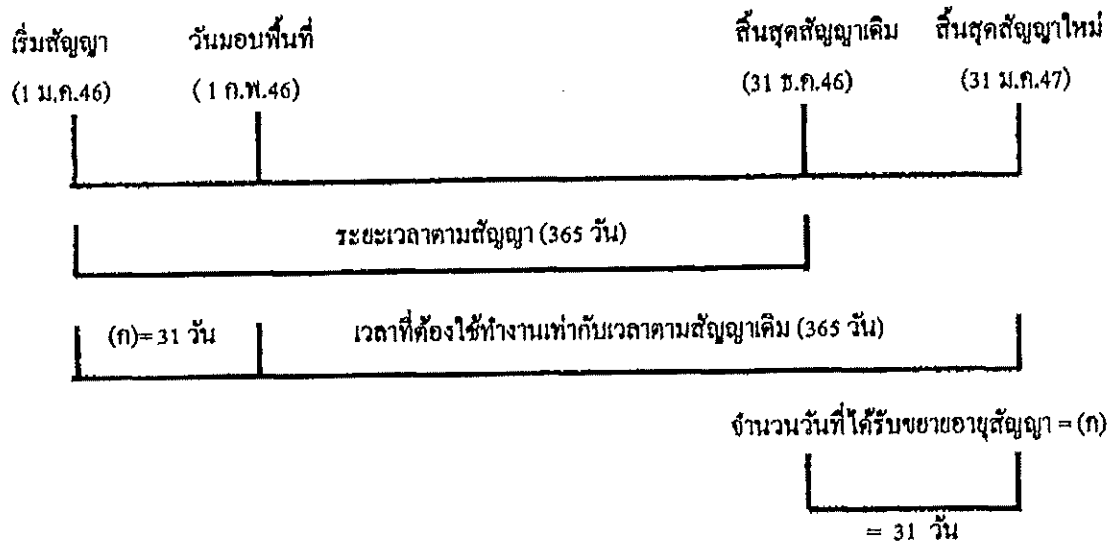 เริ่มสัญญา วันมอบพื้นที่ สิ้นสุดสัญญาเดิม สิ้นสุดสัญญาใหม่
(1 ม.ค.46) ( 1 ก.พ.46) (31 ธ.ค.46) (31 ม.ค.47)
ระยะเวลาตามสัญญา (365 วัน)
(ก)= 31 วัน เวลาที่ต้องใช้ทำงานเท่ากับเวลาตามสัญญาเดิม (365 วัน)
จำนวนวันที่ได้รับขยายอายุสัญญา = (ก)
= 31 วัน